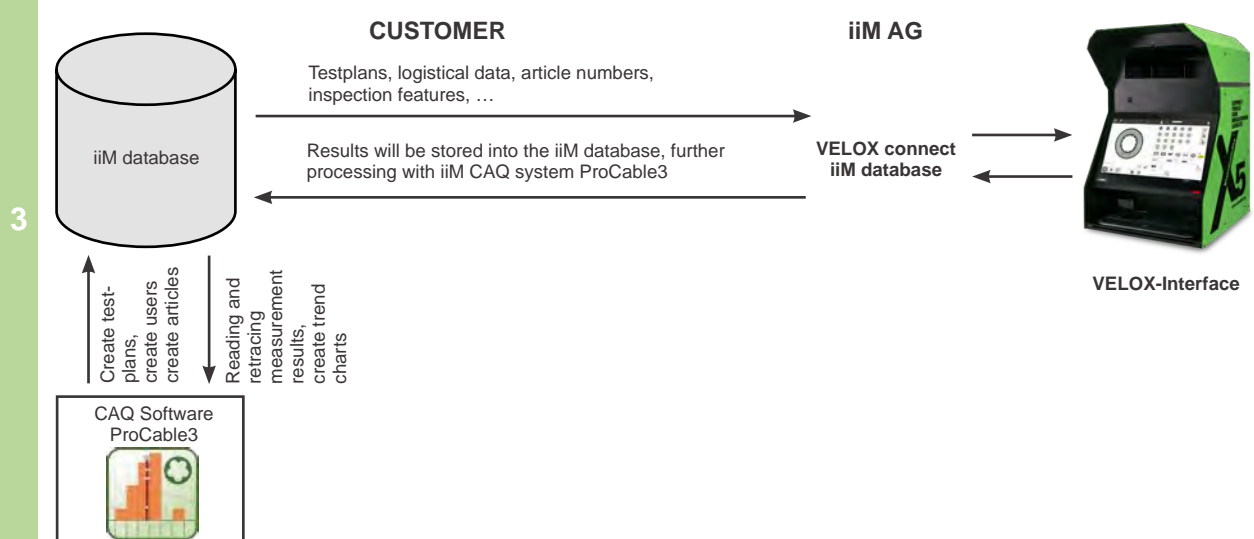 3
CUSTOMER
iiM AG
Testplans, logistical data, article numbers,
inspection features, …
iiM database
Results will be stored into the iiM database, further
processing with iiM CAQ system ProCable3
VELOX connect
iiM database
X5
VELOX-Interface
Create test-
plans,
create users
create articles
Reading and
retracing
measurement
results,
create trend
charts
CAQ Software
ProCable3